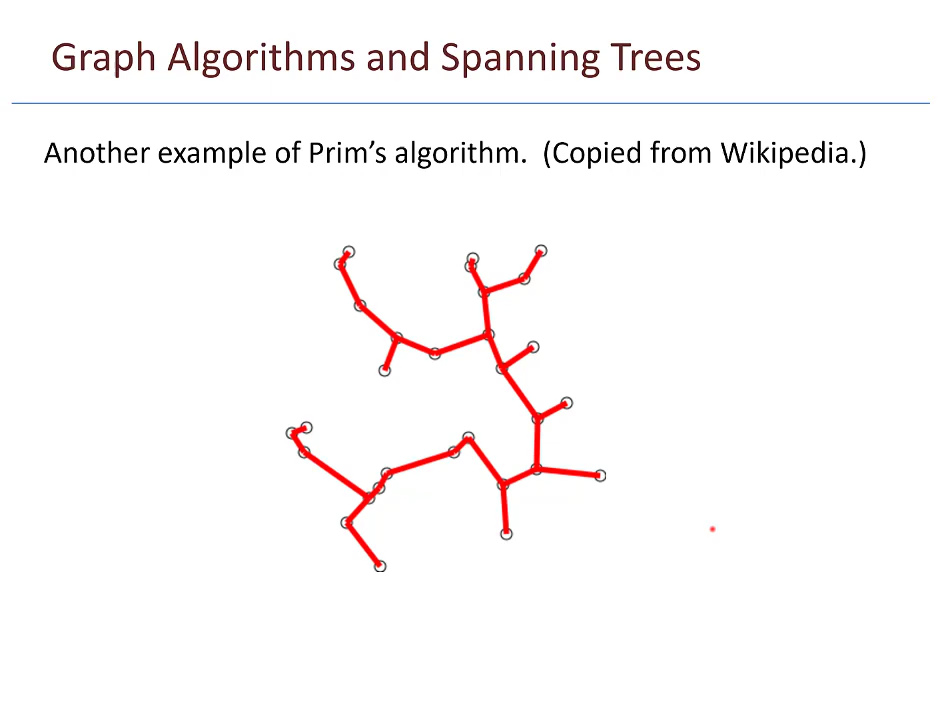 Graph Algorithms and Spanning Trees
Another example of Prim’s algorithm.  (Copied from Wikipedia.)